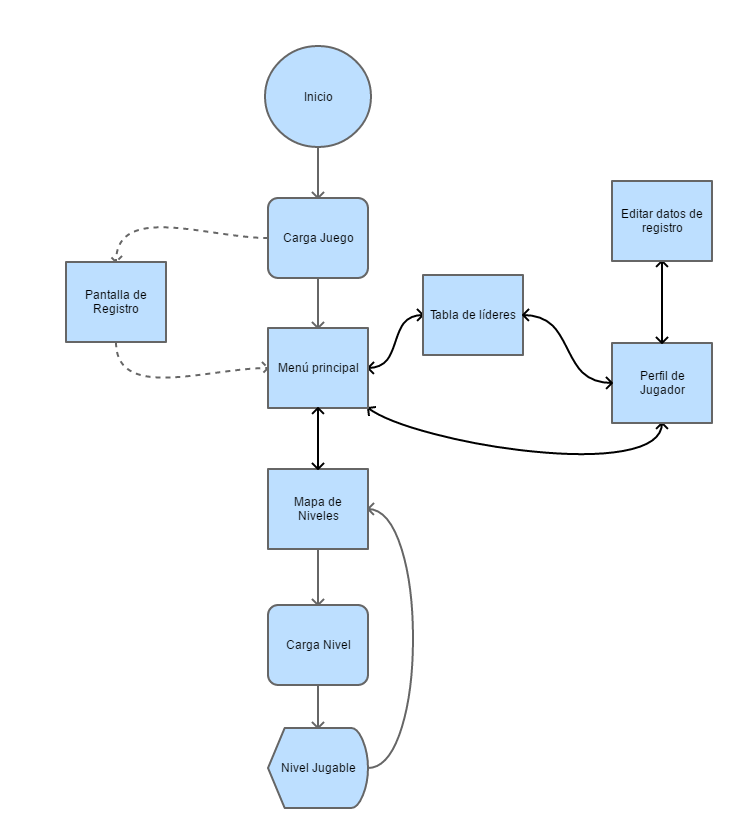 Inicio
Carga Juego
Pantalla de
Registro
Menú principal
Tabla de líderes
Editar datos de
registro
Perfil de
Jugador
Mapa de
Niveles
Carga Nivel
Nivel Jugable